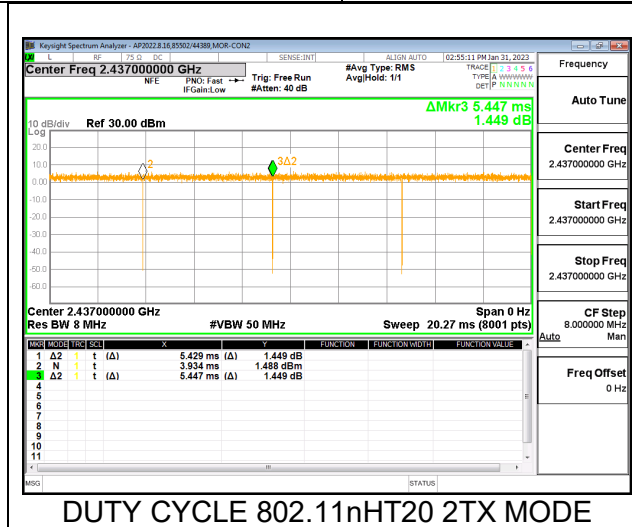 Keysight Spectrum Analyzer - AP2022.8.16,85502/44389,MOR-CON2
L RF 75 Ω DC SENSE:INT ALIGN AUTO 02:55:11 PM Jan 31, 2023
Center Freq 2.437000000 GHz
NFE
PNO: Fast
IFGain:Low
Trig: Free Run
#Atten: 40 dB
#Avg Type: RMS
Avg|Hold: 1/1
TRACE 1 2 3 4 5 6
TYPE A WWWWW
DET P NNNNN
Frequency
ΔMkr3 5.447 ms
1.449 dB
10 dB/div Ref 30.00 dBm
Log
20.0
10.0
0.00
-10.0
-20.0
-30.0
-40.0
-50.0
-60.0
2
3Δ2
Center 2.437000000 GHz Span 0 Hz
Res BW 8 MHz #VBW 50 MHz Sweep 20.27 ms (8001 pts)
MKR MODE TRC SCL X Y FUNCTION FUNCTION WIDTH FUNCTION VALUE
1 Δ2 1 t (Δ) 5.429 ms (Δ) 1.449 dB
2 N 1 t 3.934 ms 1.488 dBm
3 Δ2 1 t (Δ) 5.447 ms (Δ) 1.449 dB
4
5
6
7
8
9
10
11
MSG STATUS
Auto Tune
Center Freq
2.437000000 GHz
Start Freq
2.437000000 GHz
Stop Freq
2.437000000 GHz
CF Step
8.000000 MHz
Auto Man
Freq Offset
0 Hz
DUTY CYCLE 802.11nHT20 2TX MODE